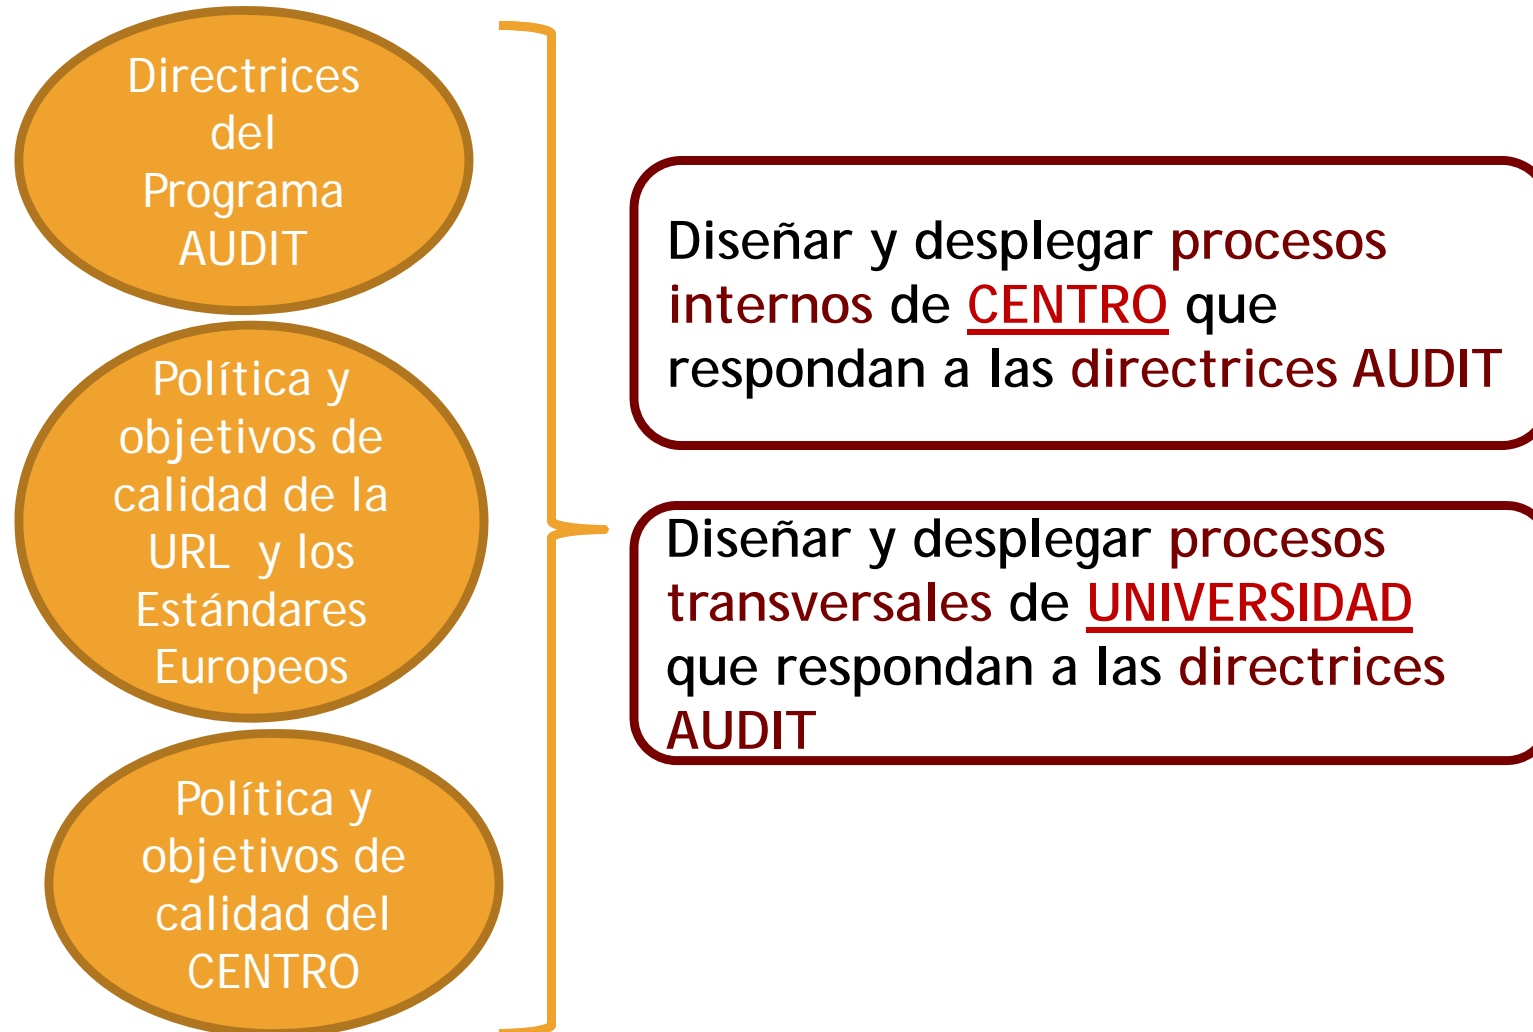 Directrices
del
Programa
AUDIT
Política y
objetivos de
calidad de la
URL y los
Estándares
Europeos
Política y
objetivos de
calidad del
CENTRO
Diseñar y desplegar procesos
internos de CENTRO que
respondan a las directrices AUDIT
Diseñar y desplegar procesos
transversales de UNIVERSIDAD
que respondan a las directrices
AUDIT